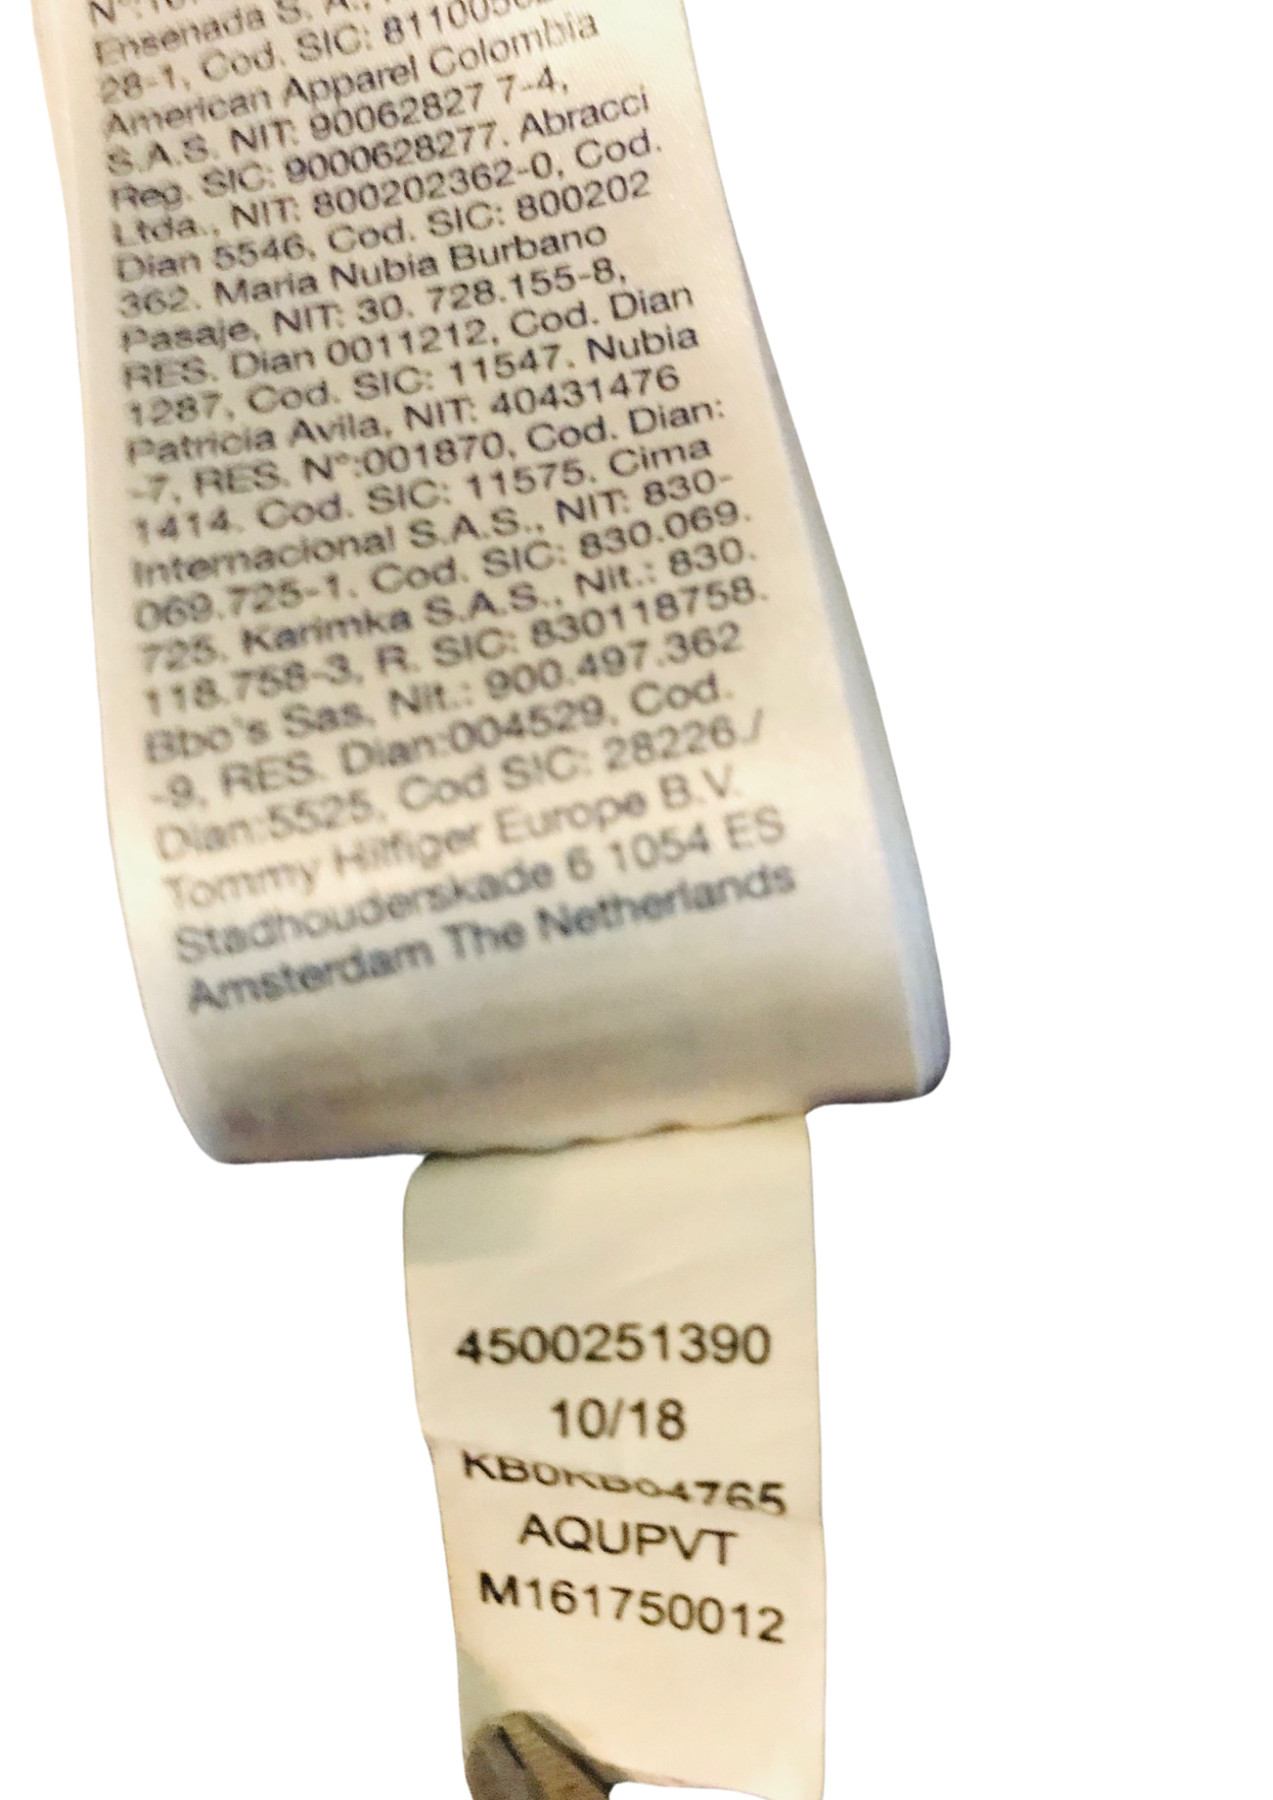 Ensenada S. A.,
28-1, Cod. SIC:
American Apparel Colombia
S.A.S. NIT: 90062827 7-4,
Reg. SIC: 9000628277. Abracci
Ltda., NIT: 800202362-0, Cod.
Dian 5546, Cod. SIC: 800202
362. Maria Nubia Burbano
Pasaje, NIT: 30. 728.155-8,
RES. Dian 0011212, Cod. Dian
1287, Cod. SIC: 11547. Nubia
Patricia Avila, NIT: 40431476
-7, RES. N°:001870, Cod. Dian:
1414. Cod. SIC: 11575. Cima
Internacional S.A.S., NIT: 830-
069.725-1. Cod. SIC: 830.069.
725. Karimka S.A.S., Nit.: 830.
118.758-3, R. SIC: 830118758.
Bbo's Sas, Nit.: 900.497.362
-9, RES. Dian:004529, Cod.
Dian:5525, Cod SIC: 28226./
Tommy Hilfiger Europe B.V.
Stadhouderskade 6 1054 ES
Amsterdam The Netherlands
4500251390
10/18
AQUPVT
M161750012